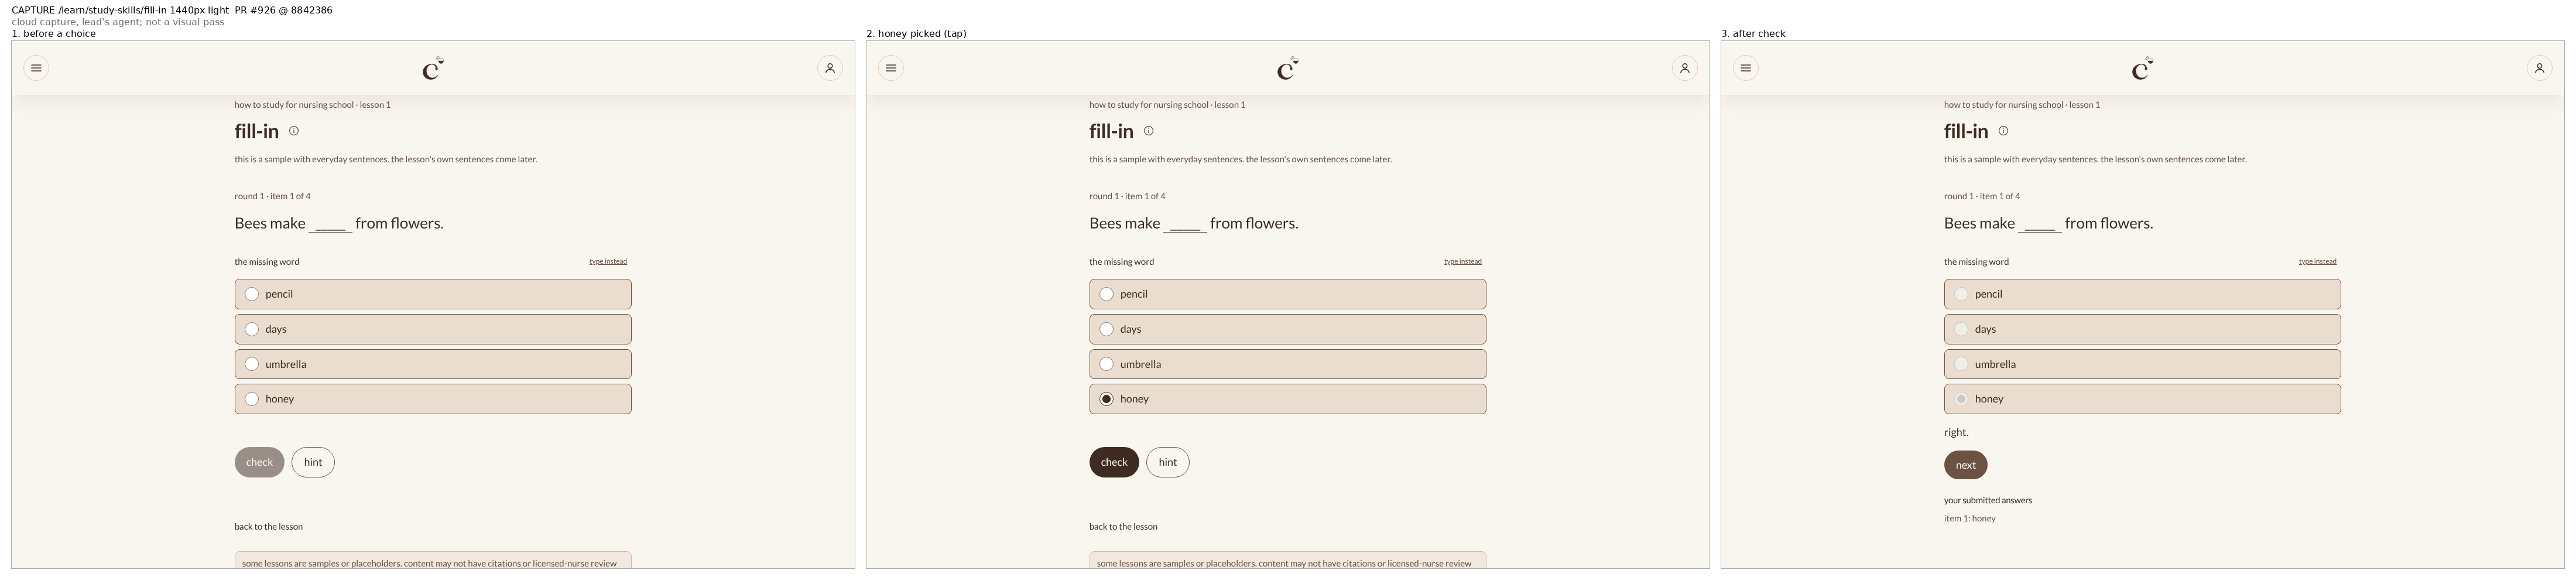 CAPTURE /learn/study-skills/fill-in 1440px light  PR #926 @ 8842386
cloud capture, lead's agent; not a visual pass
1. before a choice
c
how to study for nursing school · lesson 1
fill-in
this is a sample with everyday sentences. the lesson's own sentences come later.
round 1 · item 1 of 4
Bees make _____ from flowers.
the missing word
type instead
pencil
days
umbrella
honey
check
hint
back to the lesson
some lessons are samples or placeholders. content may not have citations or licensed-nurse review
2. honey picked (tap)
c
how to study for nursing school · lesson 1
fill-in
this is a sample with everyday sentences. the lesson's own sentences come later.
round 1 · item 1 of 4
Bees make _____ from flowers.
the missing word
type instead
pencil
days
umbrella
honey
check
hint
back to the lesson
some lessons are samples or placeholders. content may not have citations or licensed-nurse review
3. after check
c
how to study for nursing school · lesson 1
fill-in
this is a sample with everyday sentences. the lesson's own sentences come later.
round 1 · item 1 of 4
Bees make _____ from flowers.
the missing word
type instead
pencil
days
umbrella
honey
right.
next
your submitted answers
item 1: honey